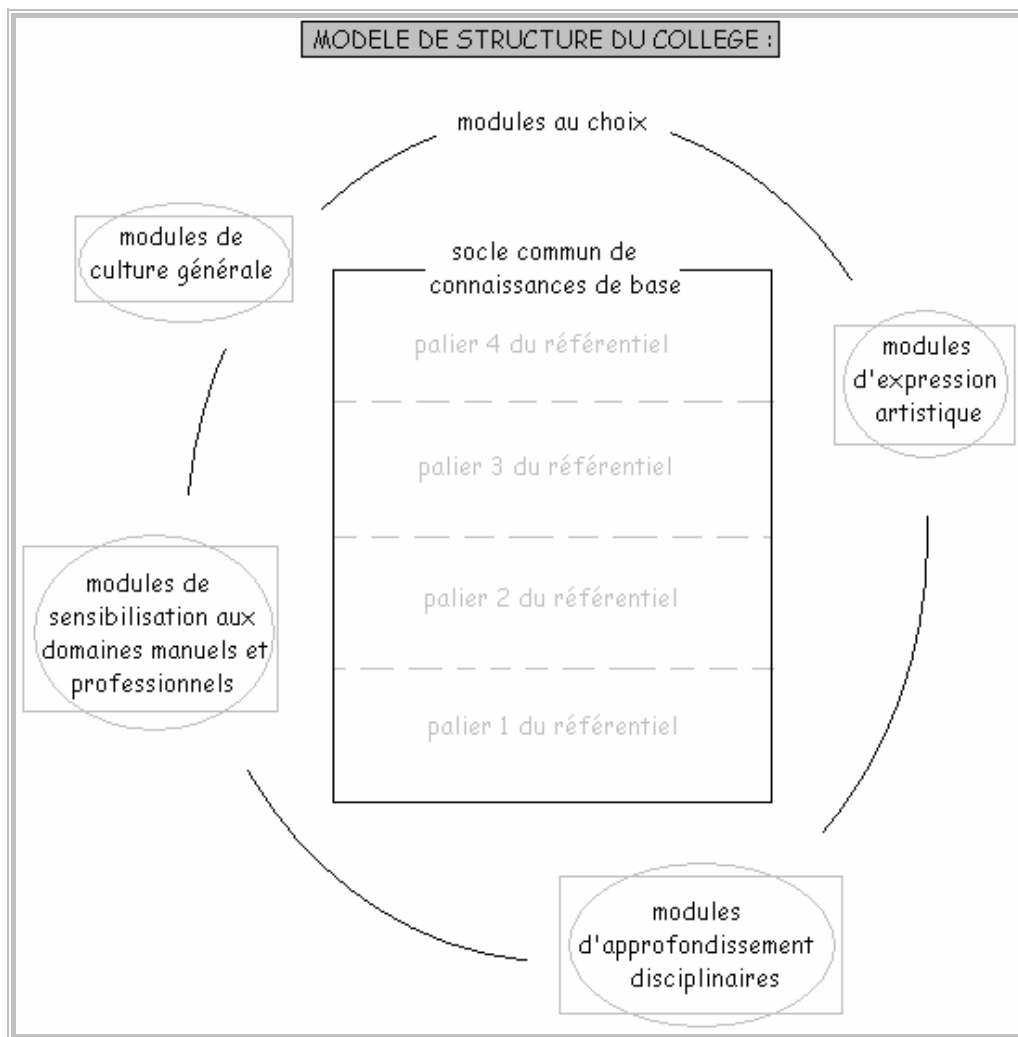 MODELE DE STRUCTURE DU COLLEGE :
modules au choix
modules de
culture générale
socle commun de
connaissances de base
palier 4 du référentiel
modules
d'expression
artistique
palier 3 du référentiel
modules de
sensibilisation aux
domaines manuels et
professionnels
palier 2 du référentiel
palier 1 du référentiel
modules
d'approfondissement
disciplinaires